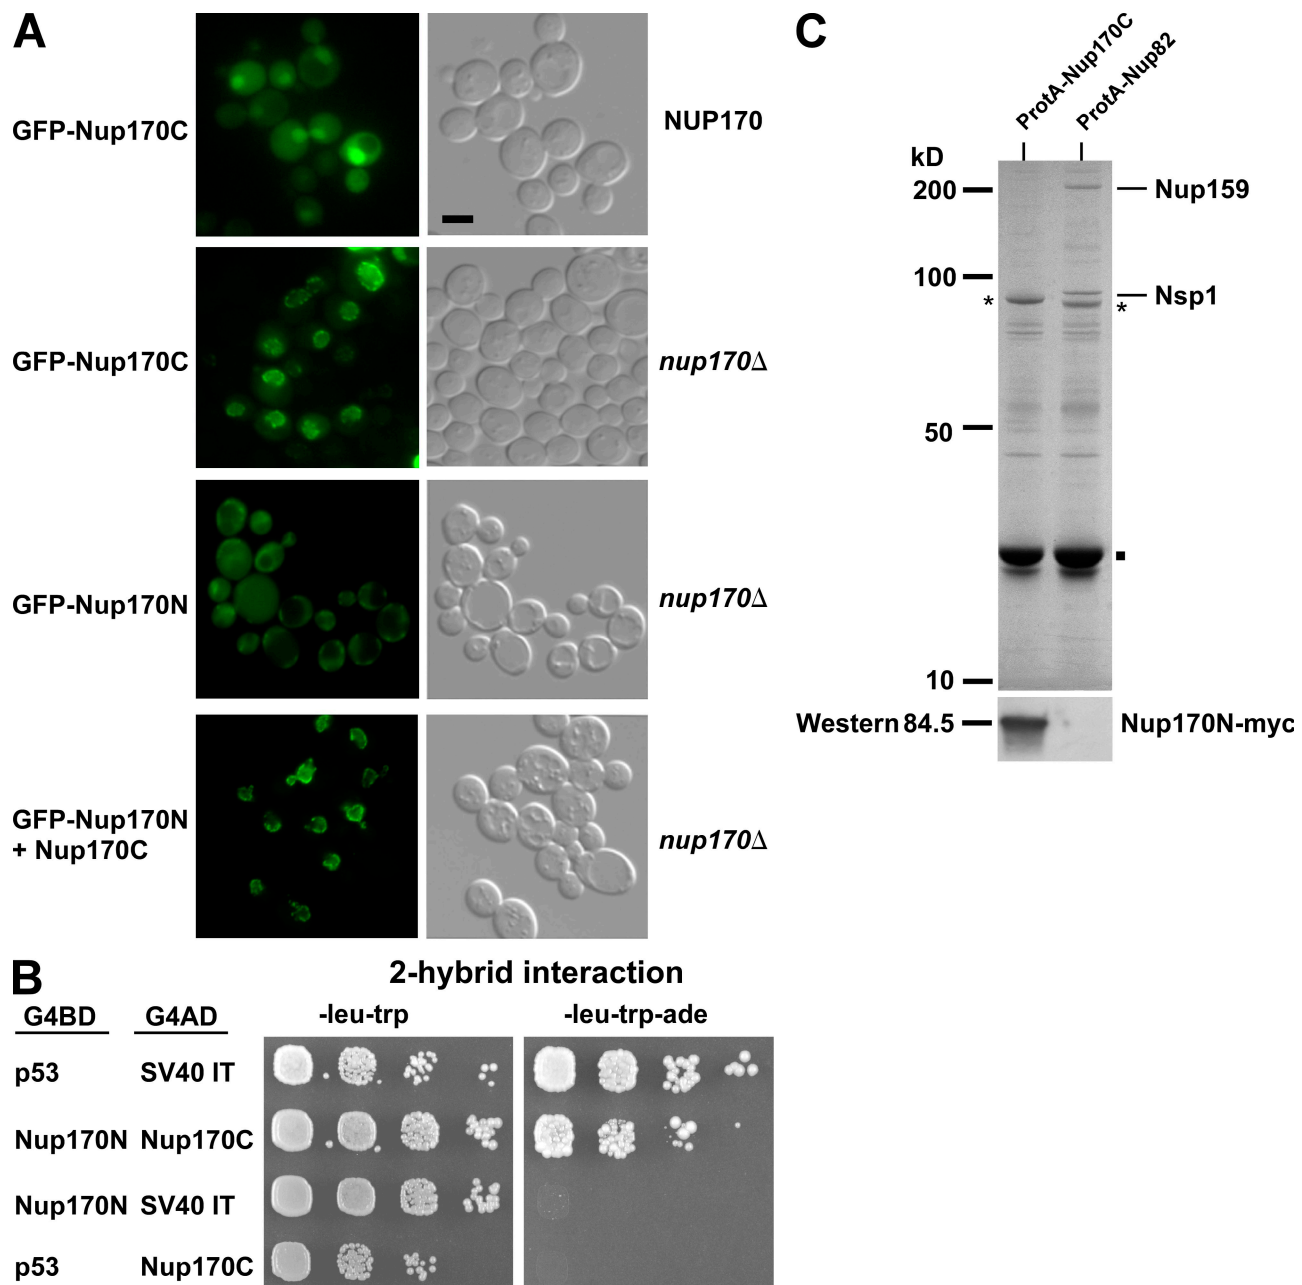 A
GFP-Nup170C
NUP170
GFP-Nup170C
nup170Δ
GFP-Nup170N
nup170Δ
GFP-Nup170N
+ Nup170C
nup170Δ
B
2-hybrid interaction
G4BD G4AD -leu-trp -leu-trp-ade
p53 SV40 lT
Nup170N Nup170C
Nup170N SV40 lT
p53 Nup170C
C
ProtA-Nup170C
ProtA-Nup82
kD
200
Nup159
100
* Nsp1
*
50
10
Western 84.5 Nup170N-myc